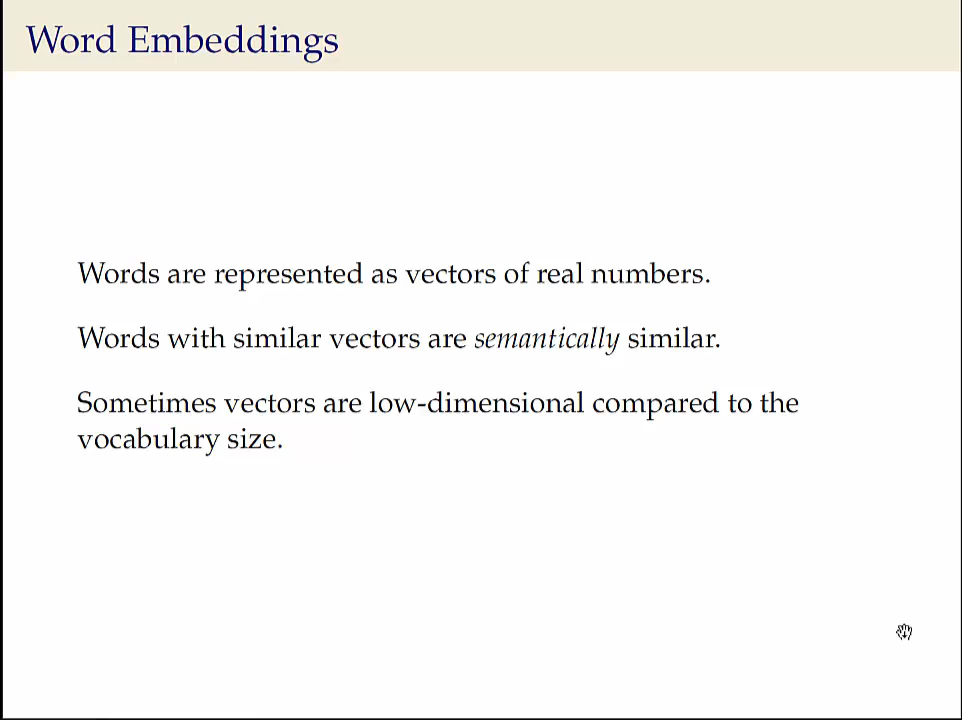 Word Embeddings
Words are represented as vectors of real numbers.
Words with similar vectors are semantically similar.
Sometimes vectors are low-dimensional compared to the
vocabulary size.